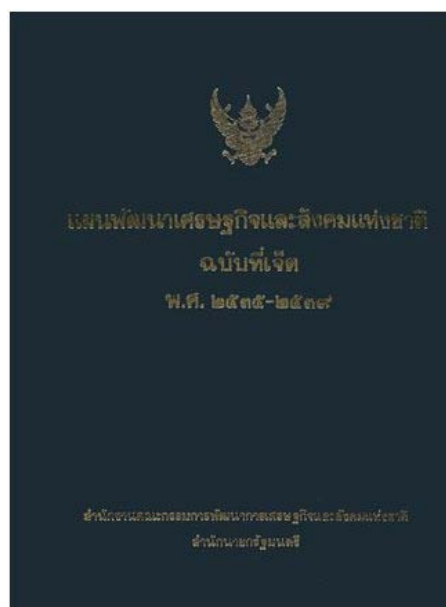 แผนพัฒนาเศรษฐกิจและสังคมแห่งชาติ
ฉบับที่เจ็ด
พ.ศ. ๒๕๓๕-๒๕๓๙
สำนักงานคณะกรรมการพัฒนาการเศรษฐกิจและสังคมแห่งชาติ
สำนักนายกรัฐมนตรี